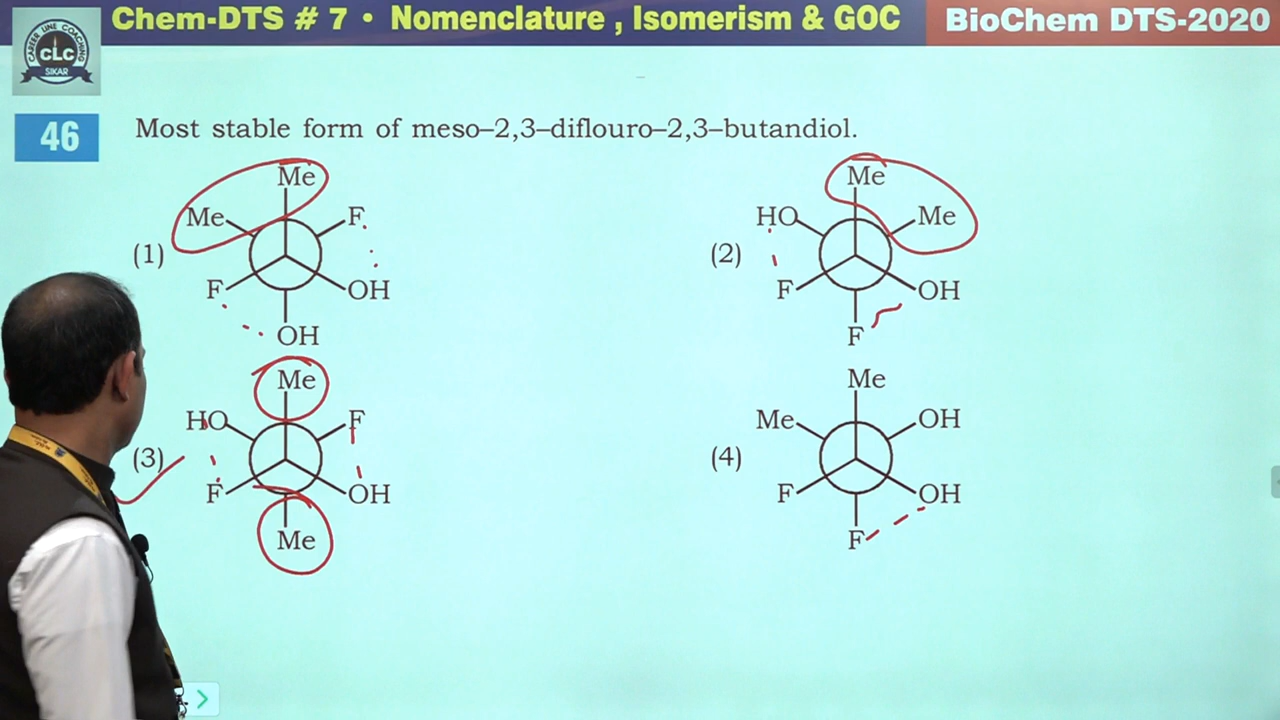 Chem-DTS # 7 • Nomenclature , Isomerism & GOC
BioChem DTS-2020
CAREER LINE COACHING
CLC
SIKAR
46
Most stable form of meso–2,3–diflouro–2,3–butandiol.
(1)
Me
Me
F
F
OH
OH
(2)
Me
HO
Me
F
OH
F
(3)
Me
HO
F
F
OH
Me
(4)
Me
Me
OH
F
OH
F